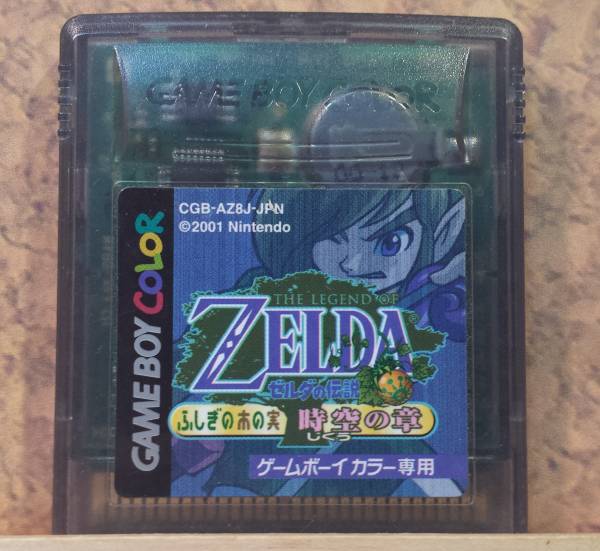 GAME BOY COLOR
CGB-AZ8J-JPN
©2001 Nintendo
GAME BOY COLOR
THE LEGEND OF
ZELDA®
ゼルダの伝説
ふしぎの木の実 時空の章
じくう
ゲームボーイカラー専用